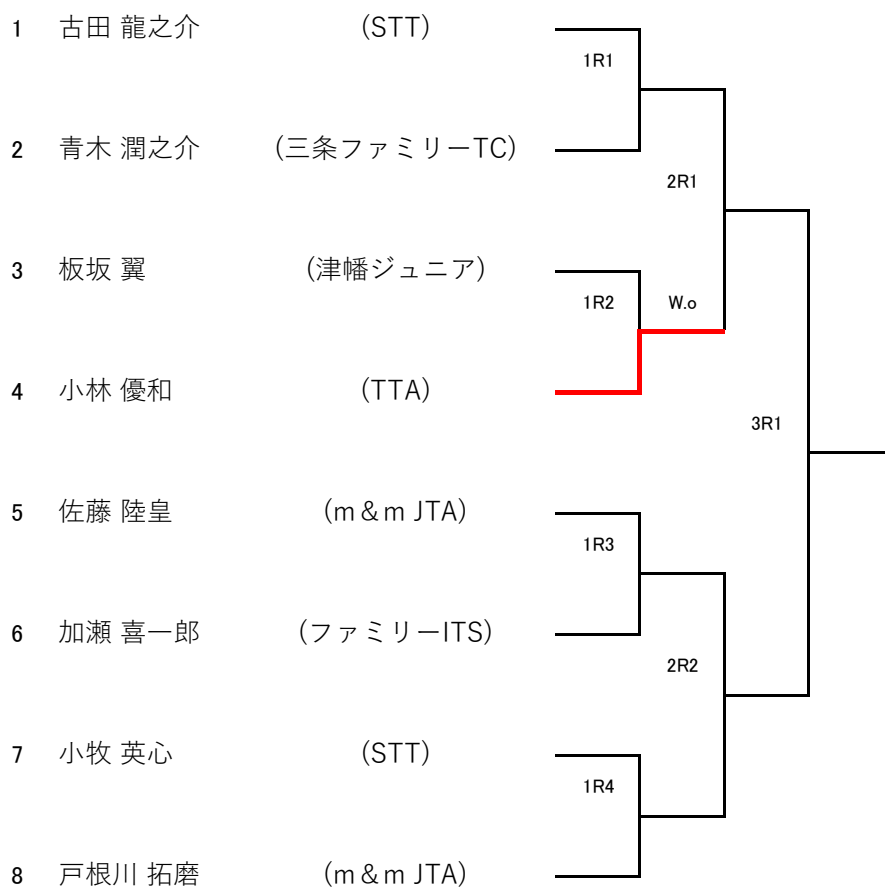 1 古田 龍之介 (STT)
1R1
2 青木 潤之介 (三条ファミリーTC)
2R1
3 板坂 翼 (津幡ジュニア)
1R2 W.o
4 小林 優和 (TTA)
3R1
5 佐藤 陸皇 (m&m JTA)
1R3
6 加瀬 喜一郎 (ファミリーITS)
2R2
7 小牧 英心 (STT)
1R4
8 戸根川 拓磨 (m&m JTA)